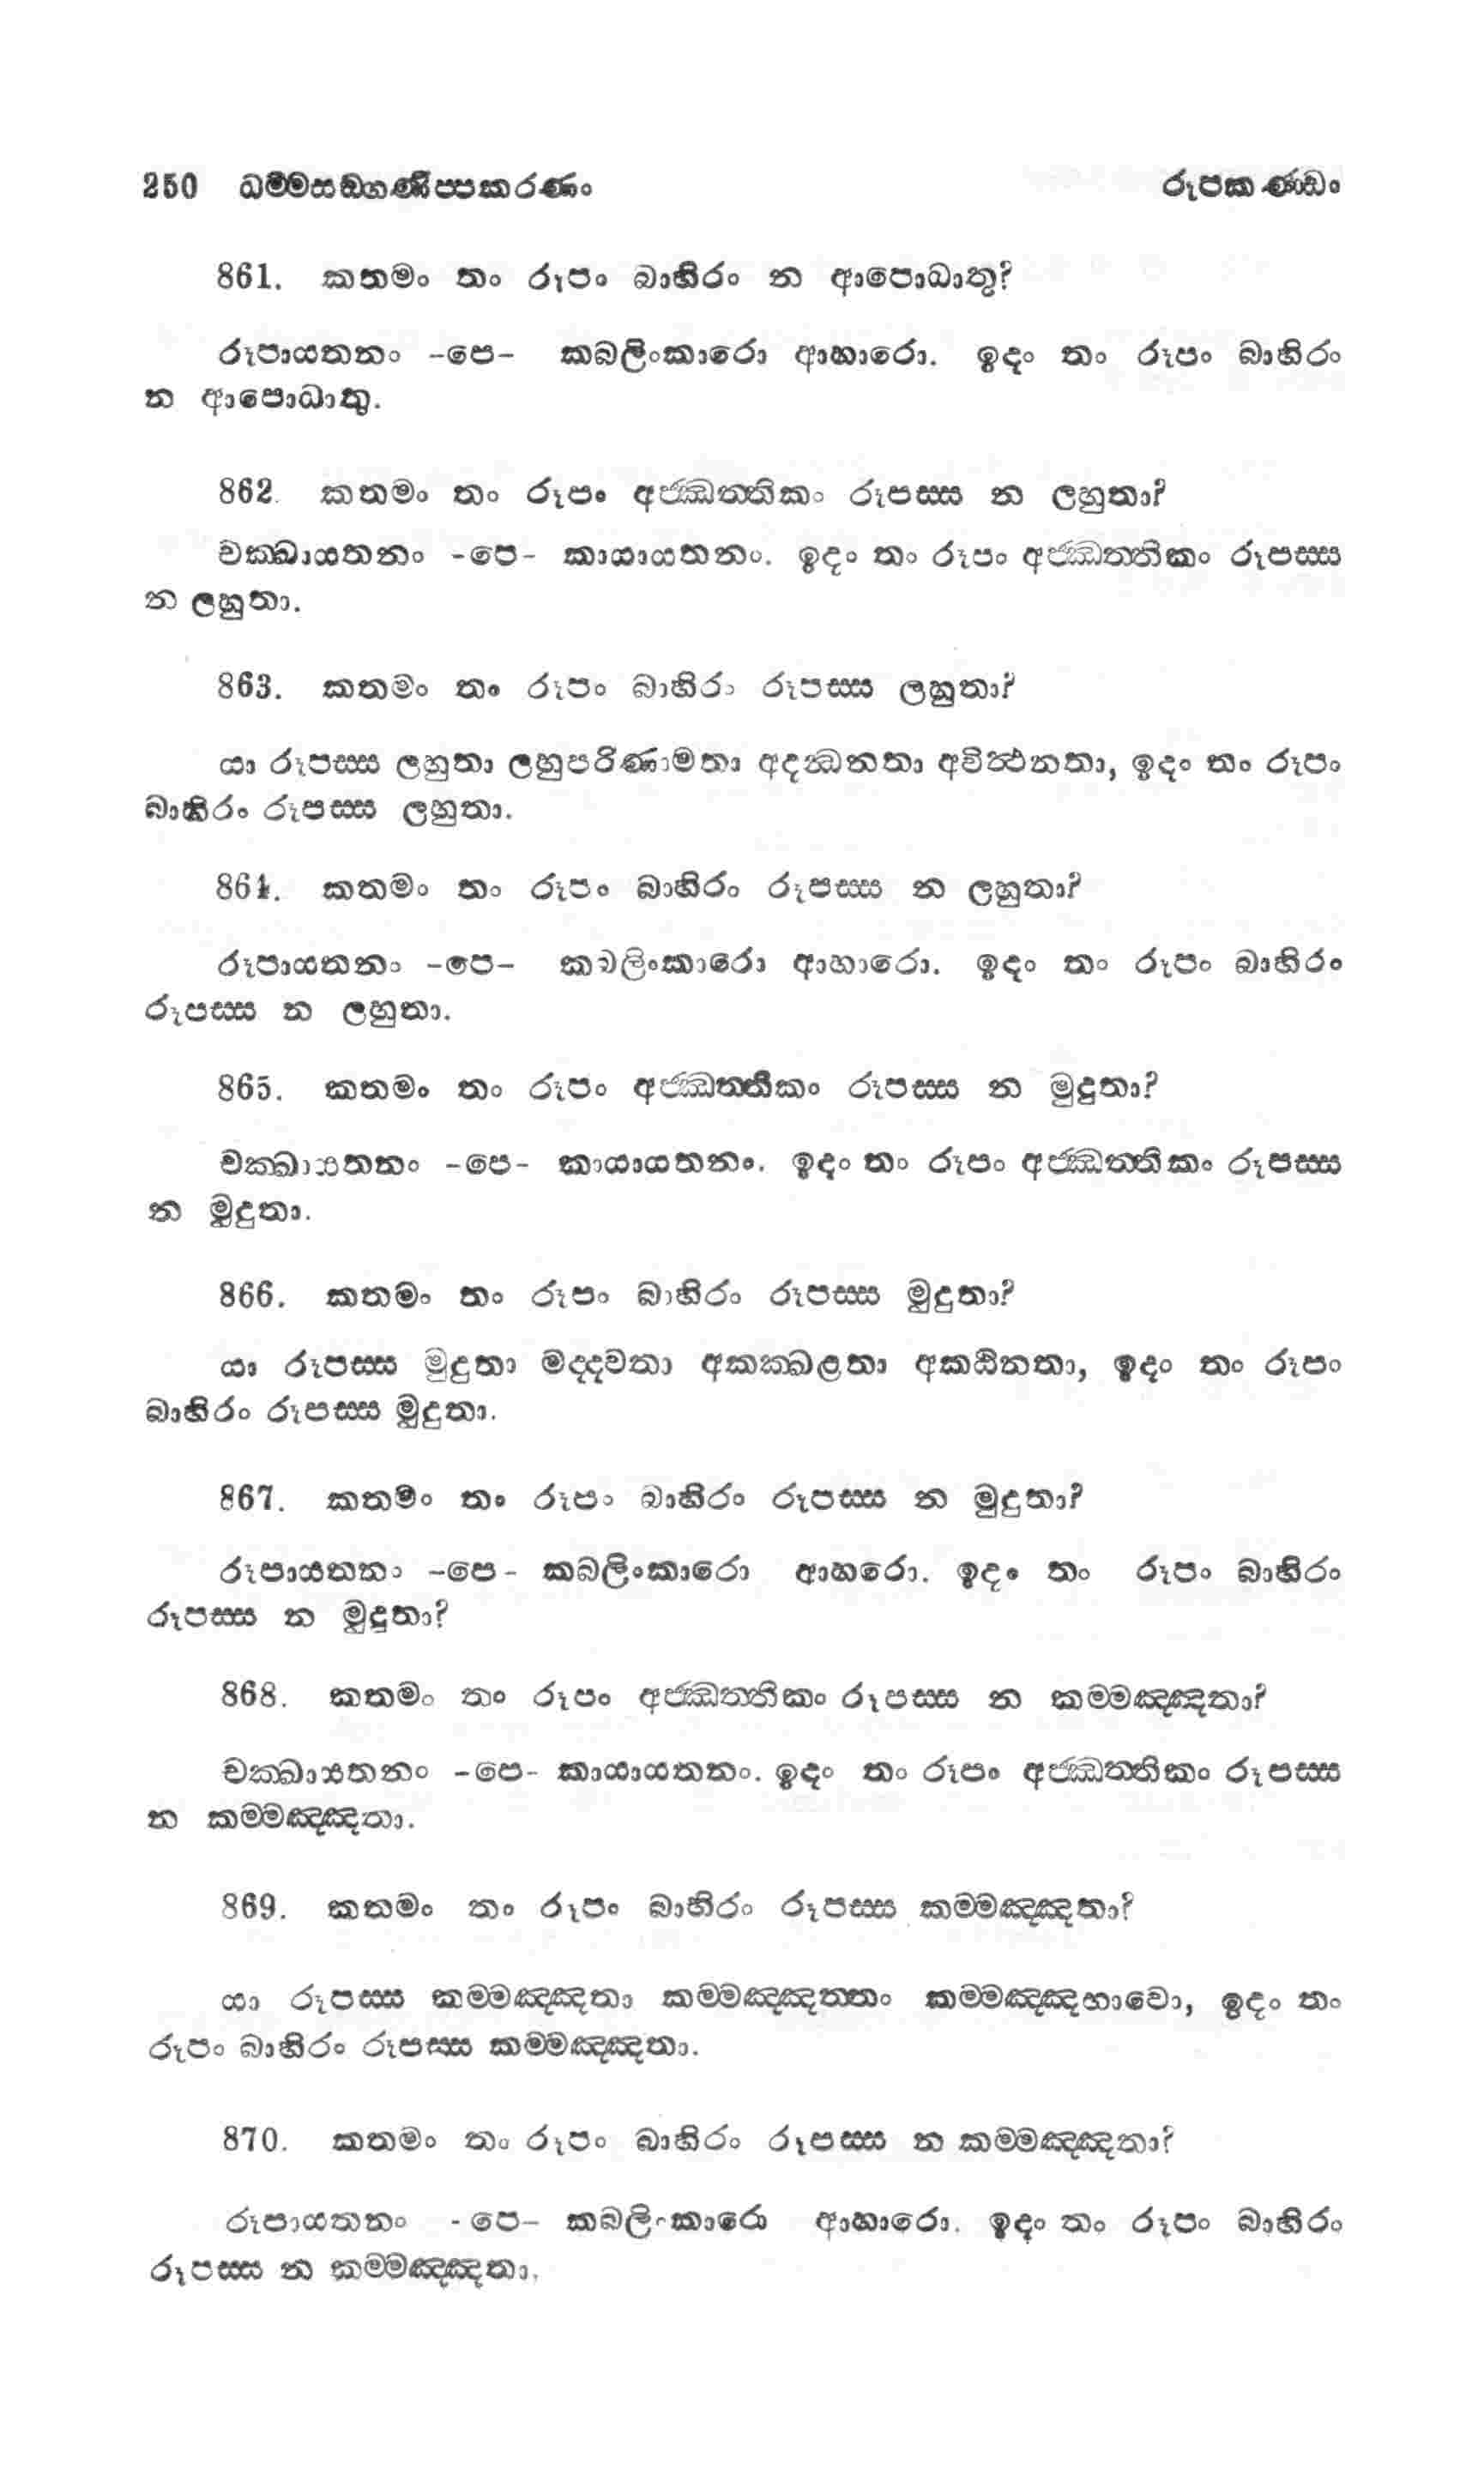 250 ධම්මසඞ්ගණිප්පකරණං රූපකණ්ඩං
861. කතමං තං රූපං බාහිරං න ආපොධාතු?
රූපායතනං -පෙ- කබලිංකාරො ආහාරො. ඉදං තං රූපං බාහිරං
න ආපොධාතු.
862. කතමං තං රූපං අජ්ඣත්තිකං රූපස්ස න ලහුතා?
චක්ඛායතනං -පෙ- කායායතනං. ඉදං තං රූපං අජ්ඣත්තිකං රූපස්ස
න ලහුතා.
863. කතමං තං රූපං බාහිරං රූපස්ස ලහුතා?
යා රූපස්ස ලහුතා ලහුපරිණාමතා අදන්ධනතා අවිත්ථනතා, ඉදං තං රූපං
බාහිරං රූපස්ස ලහුතා.
864. කතමං තං රූපං බාහිරං රූපස්ස න ලහුතා?
රූපායතනං -පෙ- කබලිංකාරො ආහාරො. ඉදං තං රූපං බාහිරං
රූපස්ස න ලහුතා.
865. කතමං තං රූපං අජ්ඣත්තිකං රූපස්ස න මුදුතා?
චක්ඛායතනං -පෙ- කායායතනං. ඉදං තං රූපං අජ්ඣත්තිකං රූපස්ස
න මුදුතා.
866. කතමං තං රූපං බාහිරං රූපස්ස මුදුතා?
යා රූපස්ස මුදුතා මද්දවතා අකක්ඛළතා අකඨිනතා, ඉදං තං රූපං
බාහිරං රූපස්ස මුදුතා.
867. කතමං තං රූපං බාහිරං රූපස්ස න මුදුතා?
රූපායතනං -පෙ- කබලිංකාරො ආහරො. ඉදං තං රූපං බාහිරං
රූපස්ස න මුදුතා?
868. කතමං තං රූපං අජ්ඣත්තිකං රූපස්ස න කම්මඤ්ඤතා?
චක්ඛායතනං -පෙ- කායායතනං. ඉදං තං රූපං අජ්ඣත්තිකං රූපස්ස
න කම්මඤ්ඤතා.
869. කතමං තං රූපං බාහිරං රූපස්ස කම්මඤ්ඤතා?
යා රූපස්ස කම්මඤ්ඤතා කම්මඤ්ඤත්තං කම්මඤ්ඤභාවො, ඉදං තං
රූපං බාහිරං රූපස්ස කම්මඤ්ඤතා.
870. කතමං තං රූපං බාහිරං රූපස්ස න කම්මඤ්ඤතා?
රූපායතනං -පෙ- කබලිංකාරො ආහාරො. ඉදං තං රූපං බාහිරං
රූපස්ස න කම්මඤ්ඤතා.